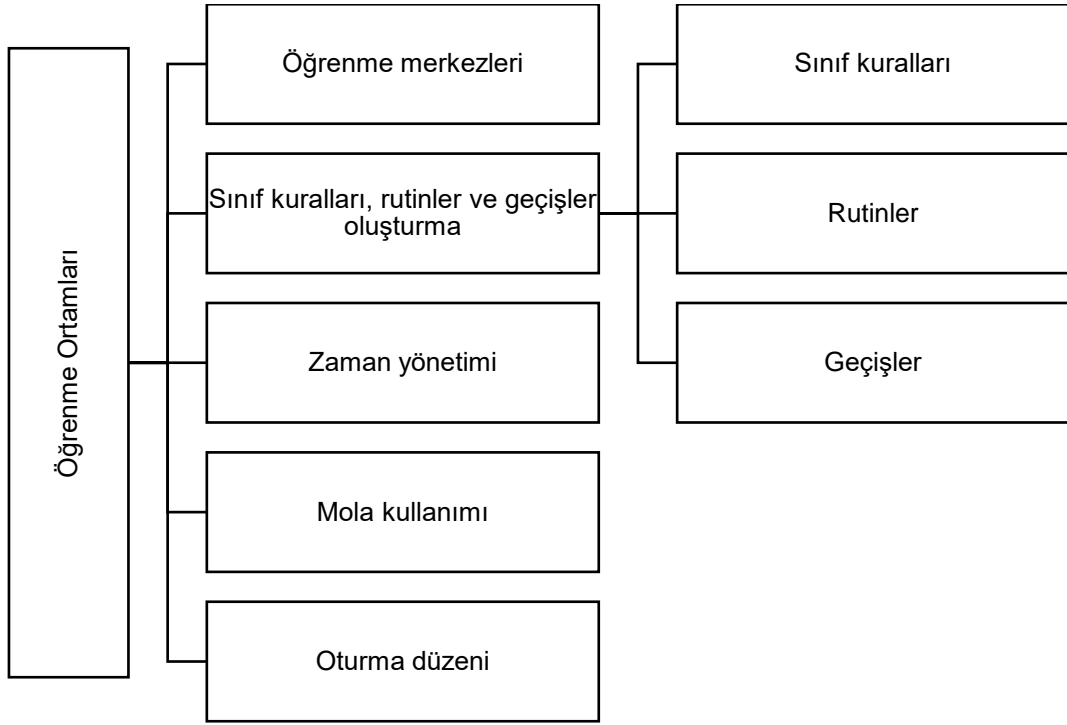 Öğrenme Ortamları
Öğrenme merkezleri
Sınıf kuralları, rutinler ve geçişler
oluşturma
Zaman yönetimi
Mola kullanımı
Oturma düzeni
Sınıf kuralları
Rutinler
Geçişler